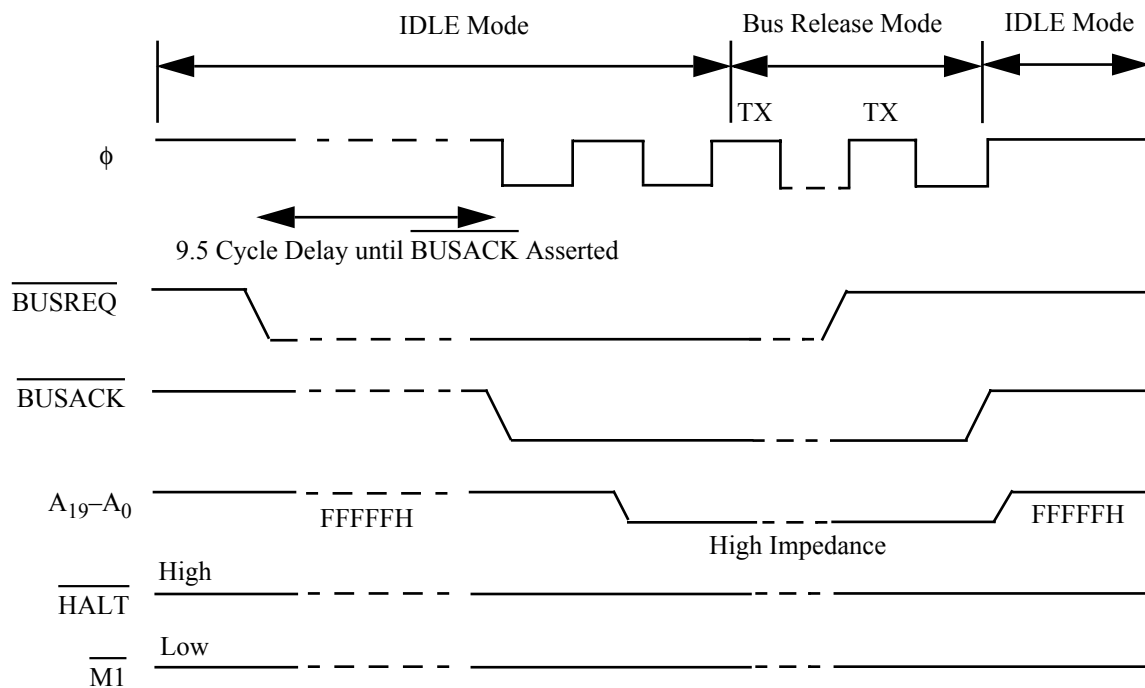 IDLE Mode
Bus Release Mode
IDLE Mode
TX
TX
ϕ
9.5 Cycle Delay until BUSACK Asserted
BUSREQ
BUSACK
A19–A0
FFFFFH
FFFFFH
High Impedance
High
HALT
Low
M1